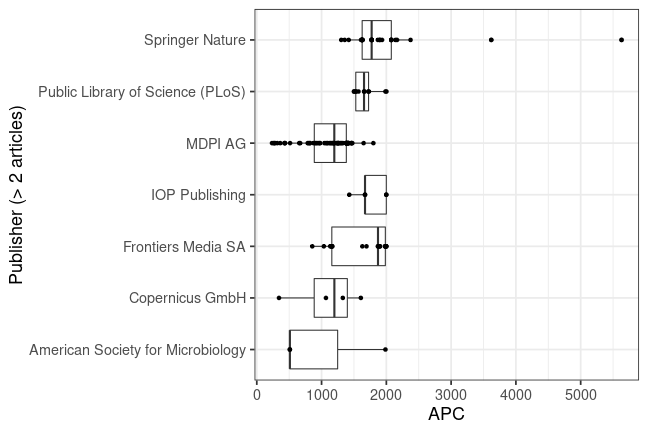 Publisher (> 2 articles)
Springer Nature
Public Library of Science (PLoS)
MDPI AG
IOP Publishing
Frontiers Media SA
Copernicus GmbH
American Society for Microbiology
0 1000 2000 3000 4000 5000
APC